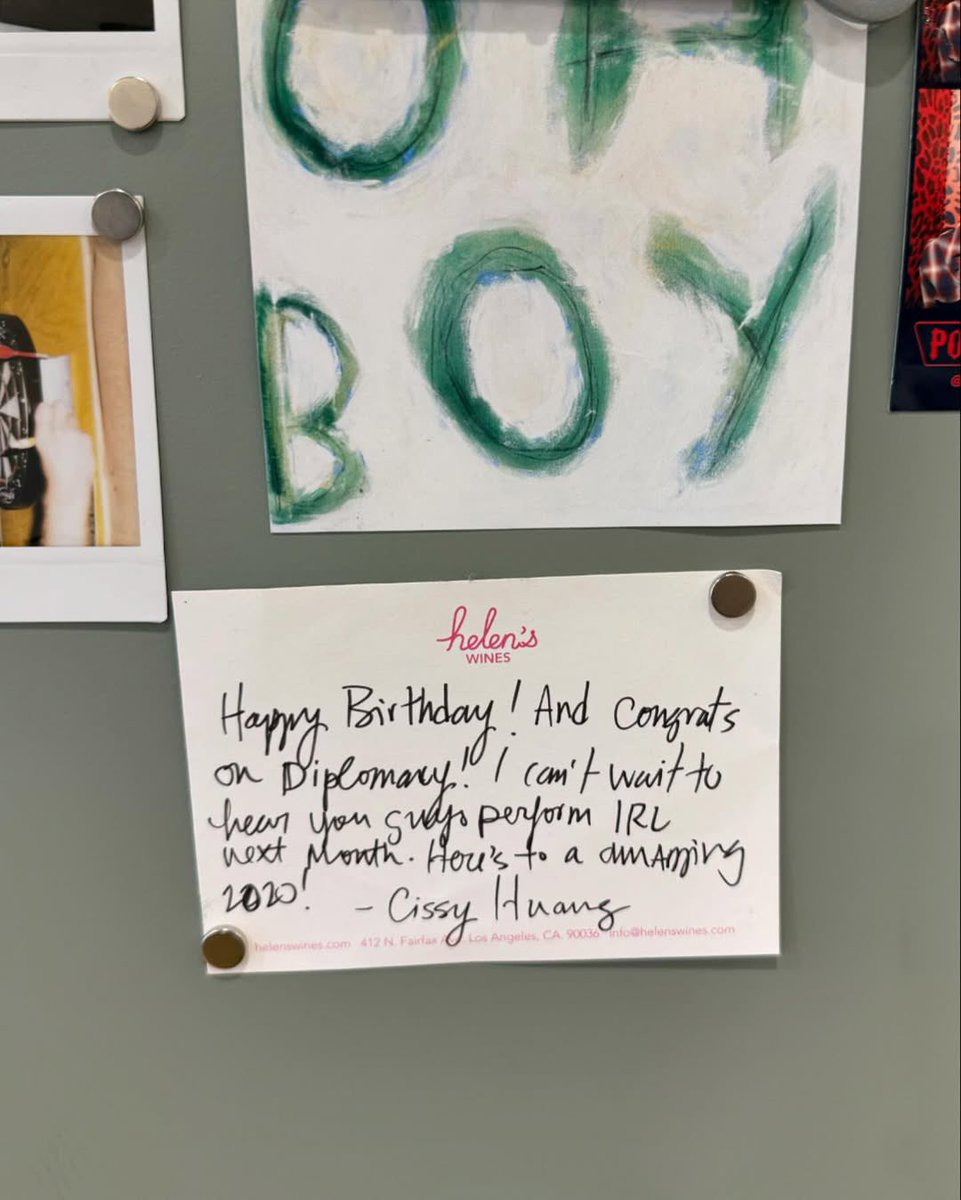 OH
BOY
PO
@
helen's
WINES
Happy Birthday! And Congrats
on Diplomacy! I can't wait to
hear you guys perform IRL
next Month. Here's to a amazing
2020! - Cissy Huang
helenswines.com 412 N. Fairfax Los Angeles, CA. 90036 info@helenswines.com